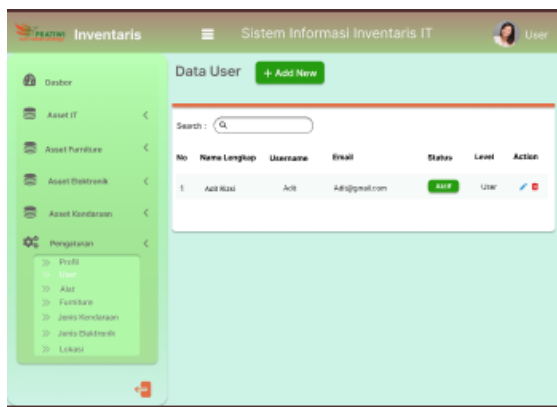 PRATIWI Inventaris
Sistem Informasi Inventaris IT
User
Data User
+ Add New
Dasbor
Asset IT
Asset Furniture
Asset Elektronik
Asset Kendaraan
Pengaturan
Profil
User
Alat
Furniture
Jenis Kendaraan
Jenis Elektronik
Lokasi
Search :
No Name Lengkap Username Email Status Level Action
1 Adit Rizki Adit Adit@gmail.com Aktif User